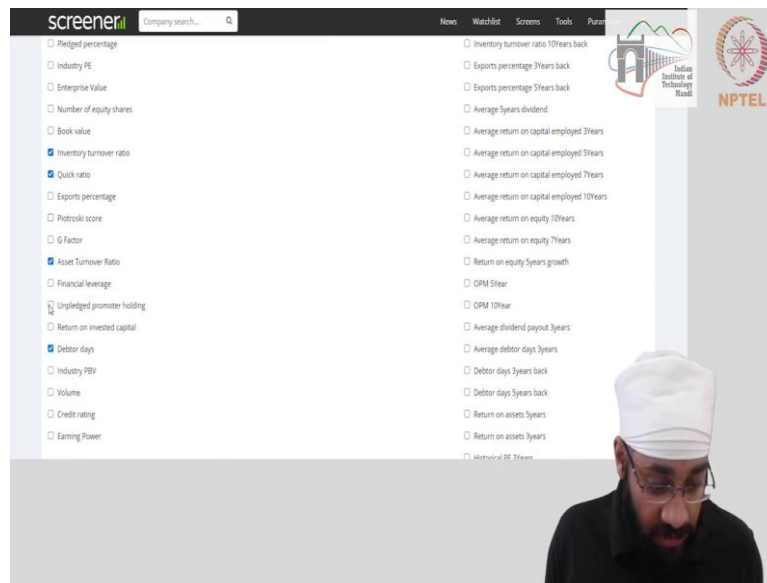 screener
Company search...
News
Watchlist
Screens
Tools
Indian
Institute of
Technology
Mandi
NPTEL
Pledged percentage
Industry PE
Enterprise Value
Number of equity shares
Book value
Inventory turnover ratio
Quick ratio
Exports percentage
Piotroski score
G Factor
Asset Turnover Ratio
Financial leverage
Unpledged promoter holding
Return on invested capital
Debtor days
Industry PBV
Volume
Credit rating
Earning Power
Inventory turnover ratio 10Years back
Exports percentage 3Years back
Exports percentage 5Years back
Average 5years dividend
Average return on capital employed 3Years
Average return on capital employed 5Years
Average return on capital employed 7Years
Average return on capital employed 10Years
Average return on equity 10Years
Average return on equity 7Years
Return on equity 5years growth
OPM 5Year
OPM 10Year
Average dividend payout 3years
Average debtor days 3years
Debtor days 3years back
Debtor days 5years back
Return on assets 5years
Return on assets 3years
Historical PE 3Years